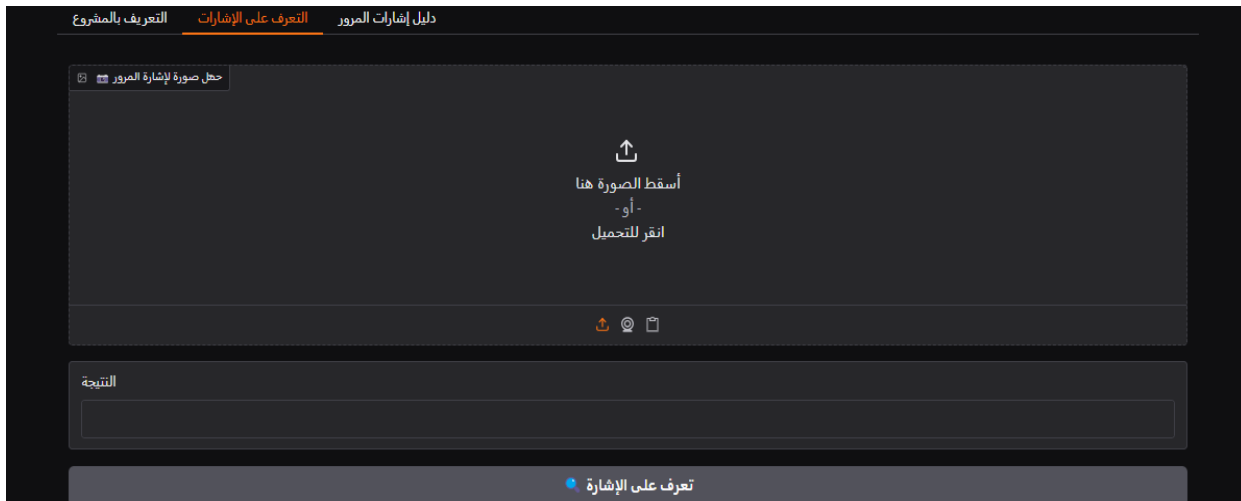 التعريف بالمشروع
التعرف على الإشارات
دليل إشارات المرور
حمّل صورة لإشارة المرور
أسقط الصورة هنا
- أو -
انقر للتحميل
النتيجة
تعرف على الإشارة